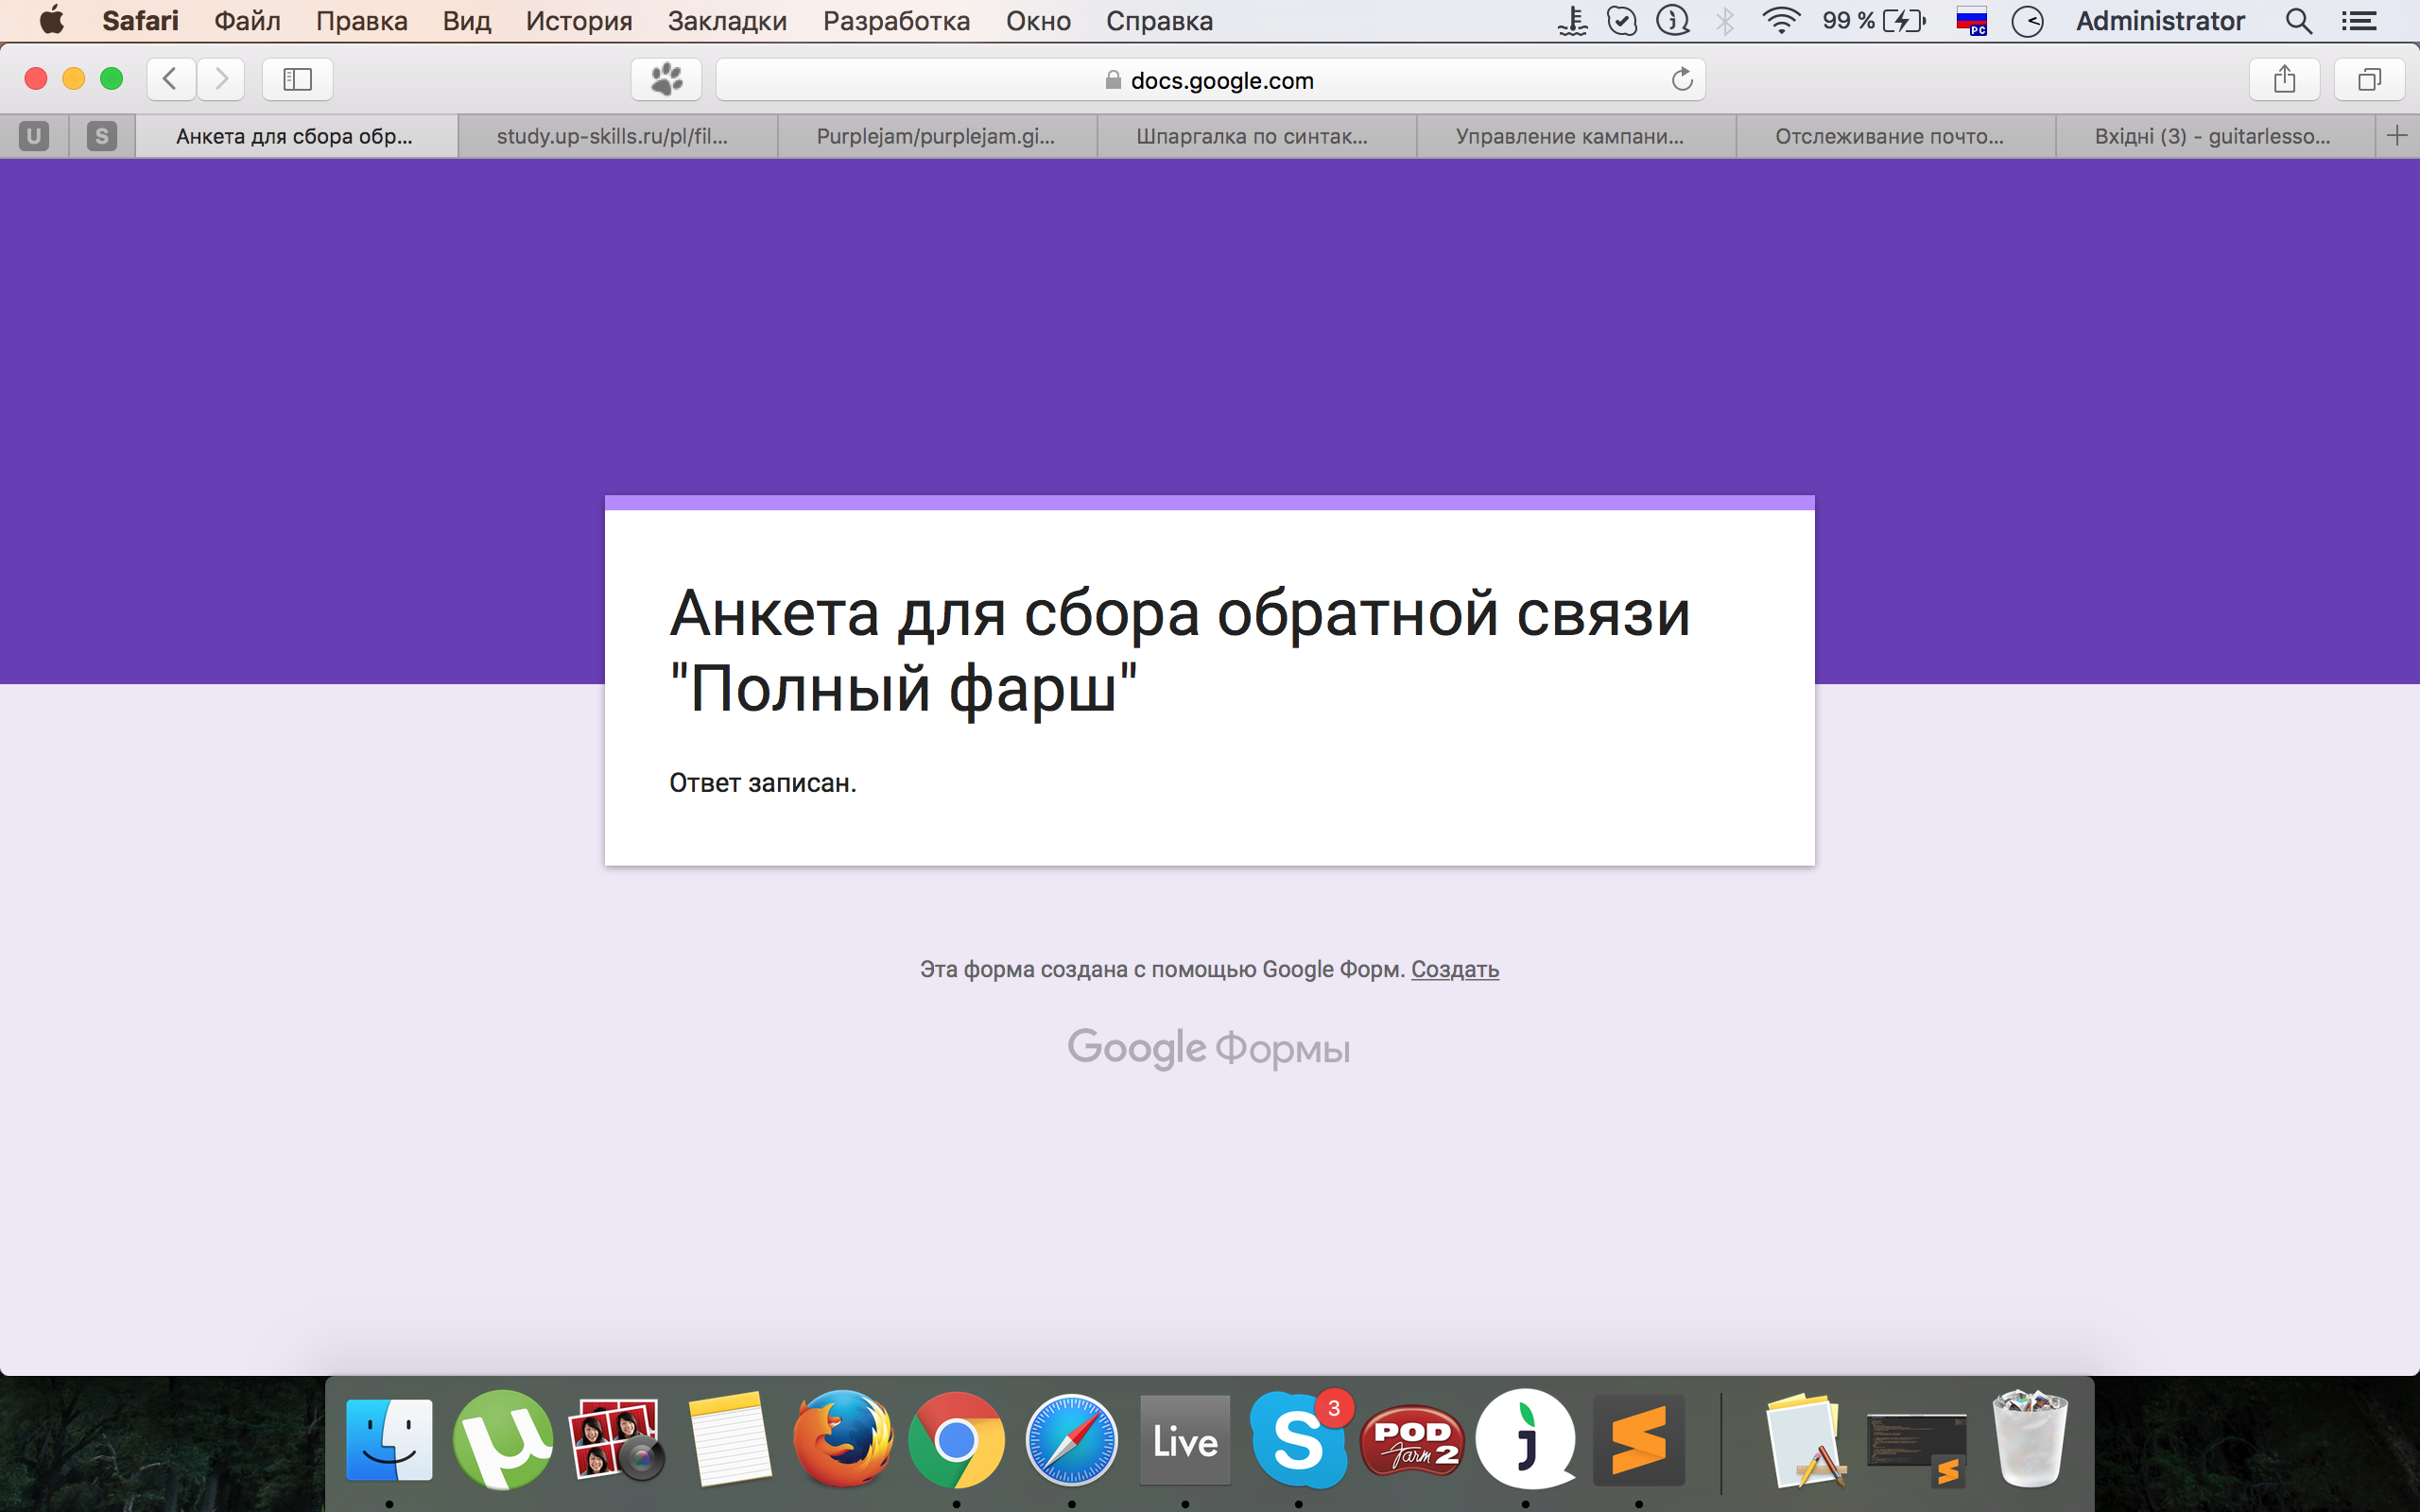 Safari Файл Правка Вид История Закладки Разработка Окно Справка 99 % РС Administrator
docs.google.com
U S Анкета для сбора обр... study.up-skills.ru/pl/fil... Purplejam/purplejam.gi... Шпаргалка по синтак... Управление кампани... Отслеживание почто... Вхідні (3) - guitarlesso...
Анкета для сбора обратной связи
"Полный фарш"
Ответ записан.
Эта форма создана с помощью Google Форм. Создать
Google Формы
Live S 3 POD Farm 2 j